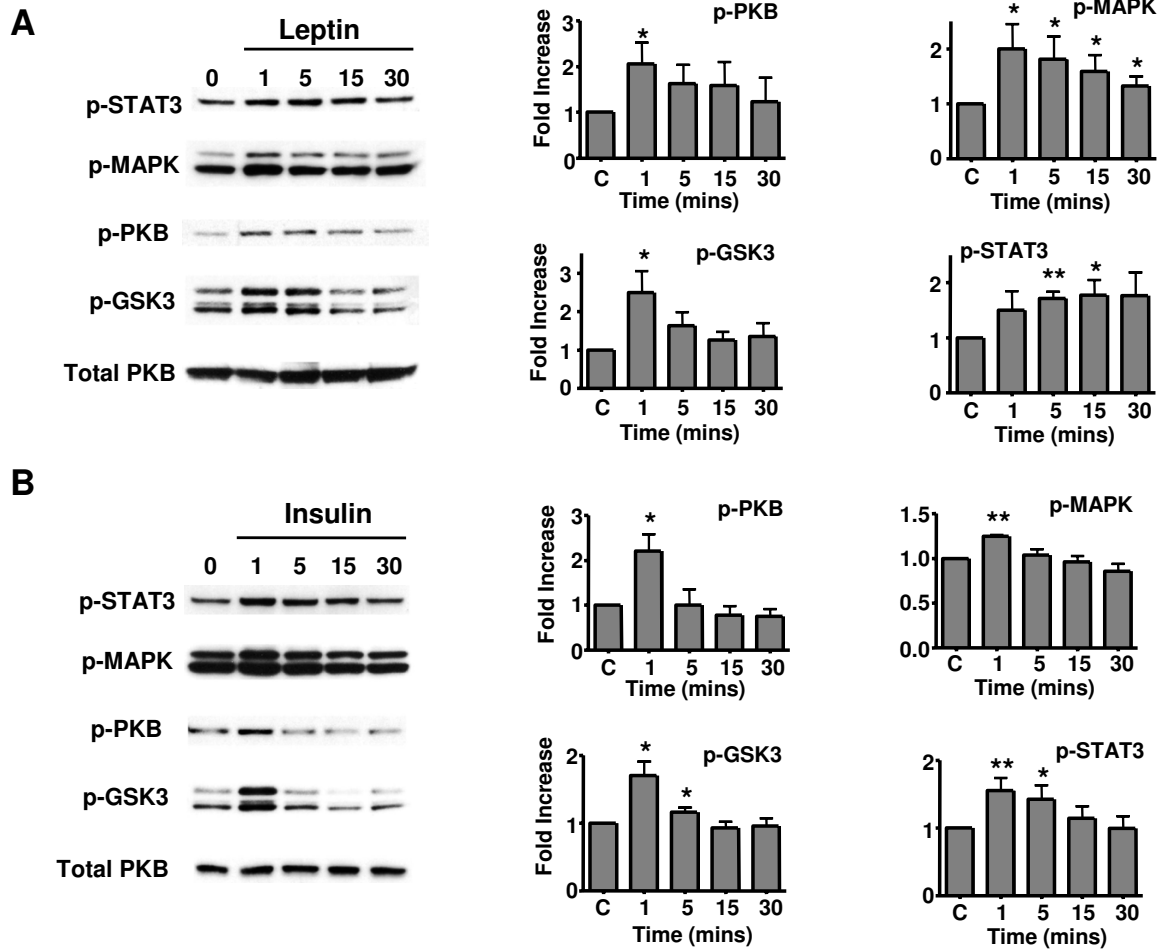 A
Leptin
0 1 5 15 30
p-STAT3
p-MAPK
p-PKB
p-GSK3
Total PKB
p-PKB
Fold Increase
3
2
1
0
*
C 1 5 15 30
Time (mins)
p-MAPK
2
1
0
* * * *
C 1 5 15 30
Time (mins)
p-GSK3
Fold Increase
3
2
1
0
*
C 1 5 15 30
Time (mins)
p-STAT3
2
1
0
** *
C 1 5 15 30
Time (mins)
B
Insulin
0 1 5 15 30
p-STAT3
p-MAPK
p-PKB
p-GSK3
Total PKB
p-PKB
Fold Increase
3
2
1
0
*
C 1 5 15 30
Time (mins)
p-MAPK
1.5
1.0
0.5
0.0
**
C 1 5 15 30
Time (mins)
p-GSK3
Fold Increase
2
1
0
* *
C 1 5 15 30
Time (mins)
p-STAT3
2
1
0
** *
C 1 5 15 30
Time (mins)